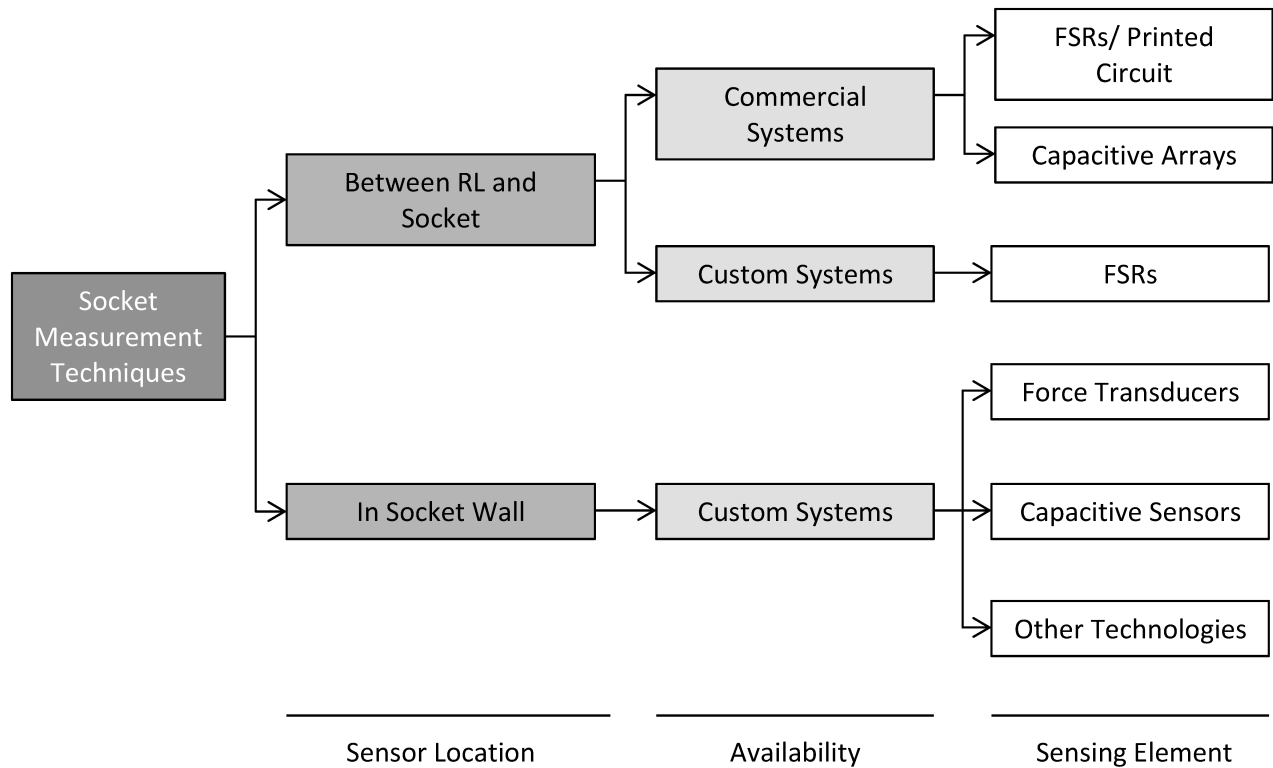 Socket
Measurement
Techniques
Between RL and
Socket
In Socket Wall
Commercial
Systems
Custom Systems
Custom Systems
FSRs/ Printed
Circuit
Capacitive Arrays
FSRs
Force Transducers
Capacitive Sensors
Other Technologies
Sensor Location
Availability
Sensing Element